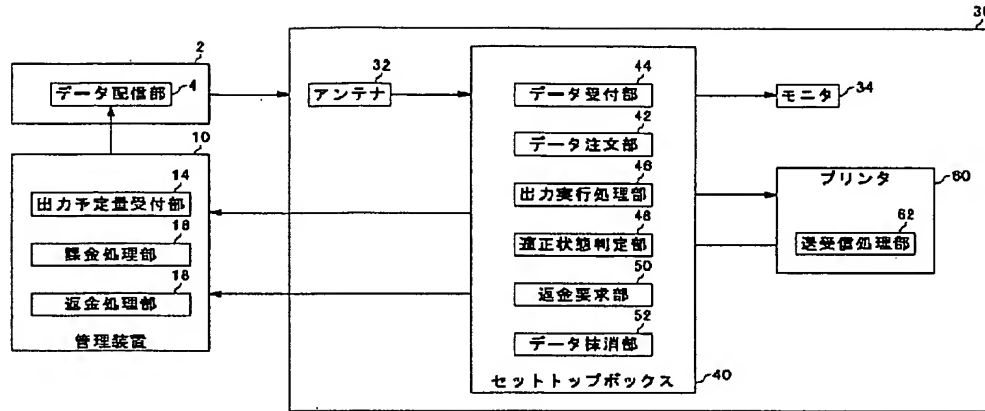 30
2
データ配信部
4
10
14
出力予定量受付部
18
課金処理部
18
返金処理部
管理装置
32
アンテナ
44
データ受付部
42
データ注文部
46
出力実行処理部
48
適正状態判定部
50
返金要求部
52
データ抹消部
セットトップボックス
40
モニタ
34
プリンタ
60
62
送受信処理部